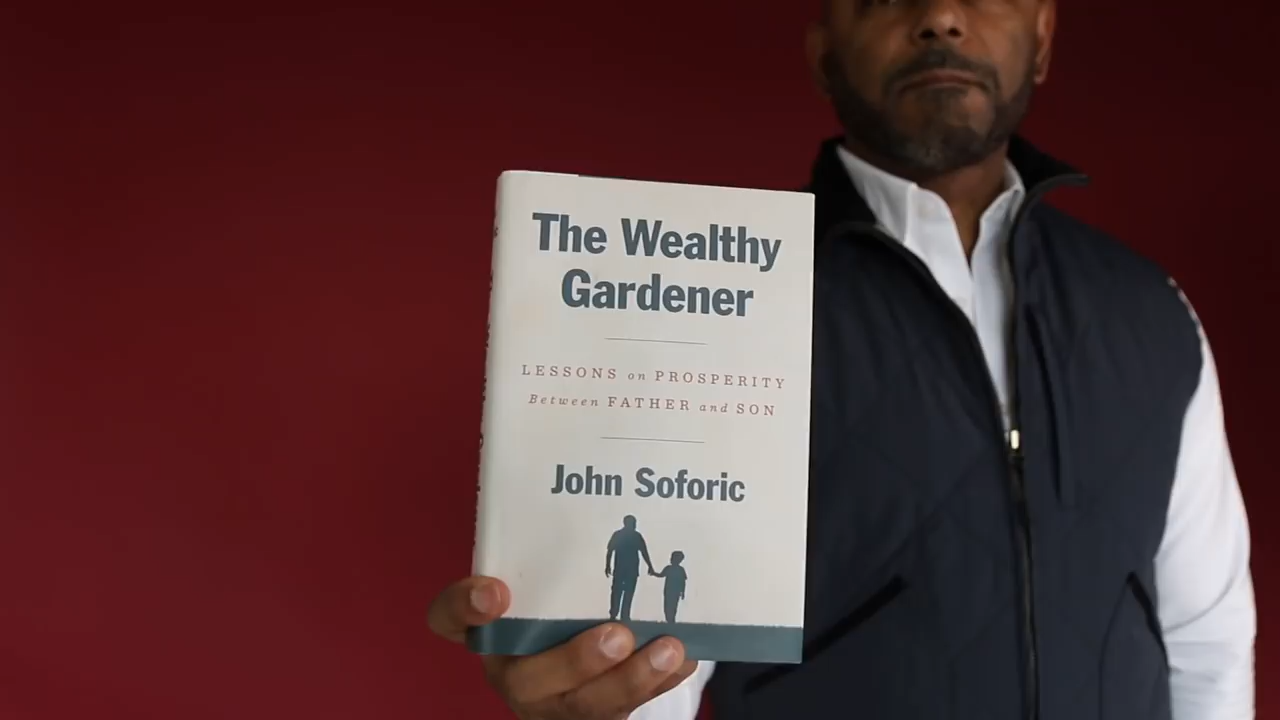 The Wealthy
Gardener
LESSONS on PROSPERITY
Between FATHER and SON
John Soforic